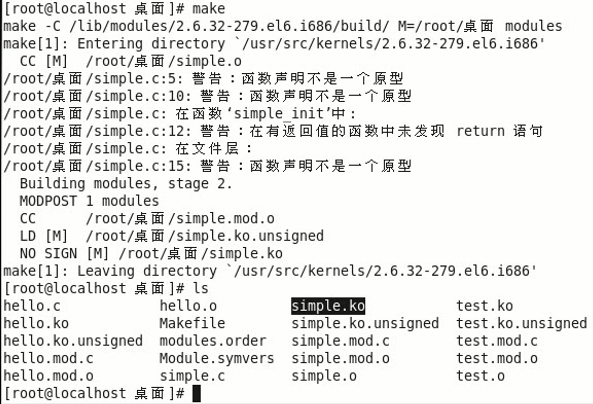 [root@localhost 桌面]# make
make -C /lib/modules/2.6.32-279.el6.i686/build/ M=/root/桌面 modules
make[1]: Entering directory `/usr/src/kernels/2.6.32-279.el6.i686'
  CC [M]  /root/桌面/simple.o
/root/桌面/simple.c:5: 警告：函数声明不是一个原型
/root/桌面/simple.c:10: 警告：函数声明不是一个原型
/root/桌面/simple.c: 在函数‘simple_init’中：
/root/桌面/simple.c:12: 警告：在有返回值的函数中未发现 return 语句
/root/桌面/simple.c: 在文件层：
/root/桌面/simple.c:15: 警告：函数声明不是一个原型
  Building modules, stage 2.
  MODPOST 1 modules
  CC      /root/桌面/simple.mod.o
  LD [M]  /root/桌面/simple.ko.unsigned
  NO SIGN [M] /root/桌面/simple.ko
make[1]: Leaving directory `/usr/src/kernels/2.6.32-279.el6.i686'
[root@localhost 桌面]# ls
hello.c            hello.o         simple.ko           test.ko
hello.ko           Makefile        simple.ko.unsigned  test.ko.unsigned
hello.ko.unsigned  modules.order   simple.mod.c        test.mod.c
hello.mod.c        Module.symvers  simple.mod.o        test.mod.o
hello.mod.o        simple.c        simple.o            test.o
[root@localhost 桌面]#